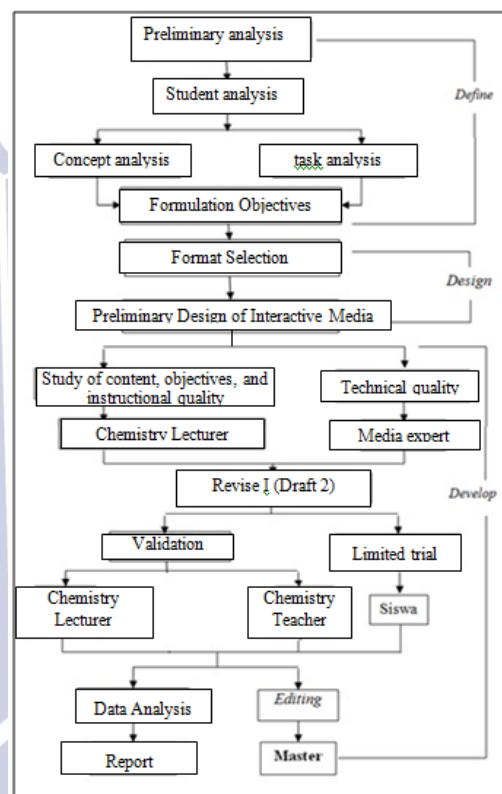 Preliminary analysis
Define
Student analysis
Concept analysis
task analysis
Formulation Objectives
Format Selection
Design
Preliminary Design of Interactive Media
Study of content, objectives, and
instructional quality
Technical quality
Chemistry Lecturer
Media expert
Revise I (Draft 2)
Develop
Validation
Limited trial
Chemistry
Lecturer
Chemistry
Teacher
Siswa
Data Analysis
Editing
Report
Master